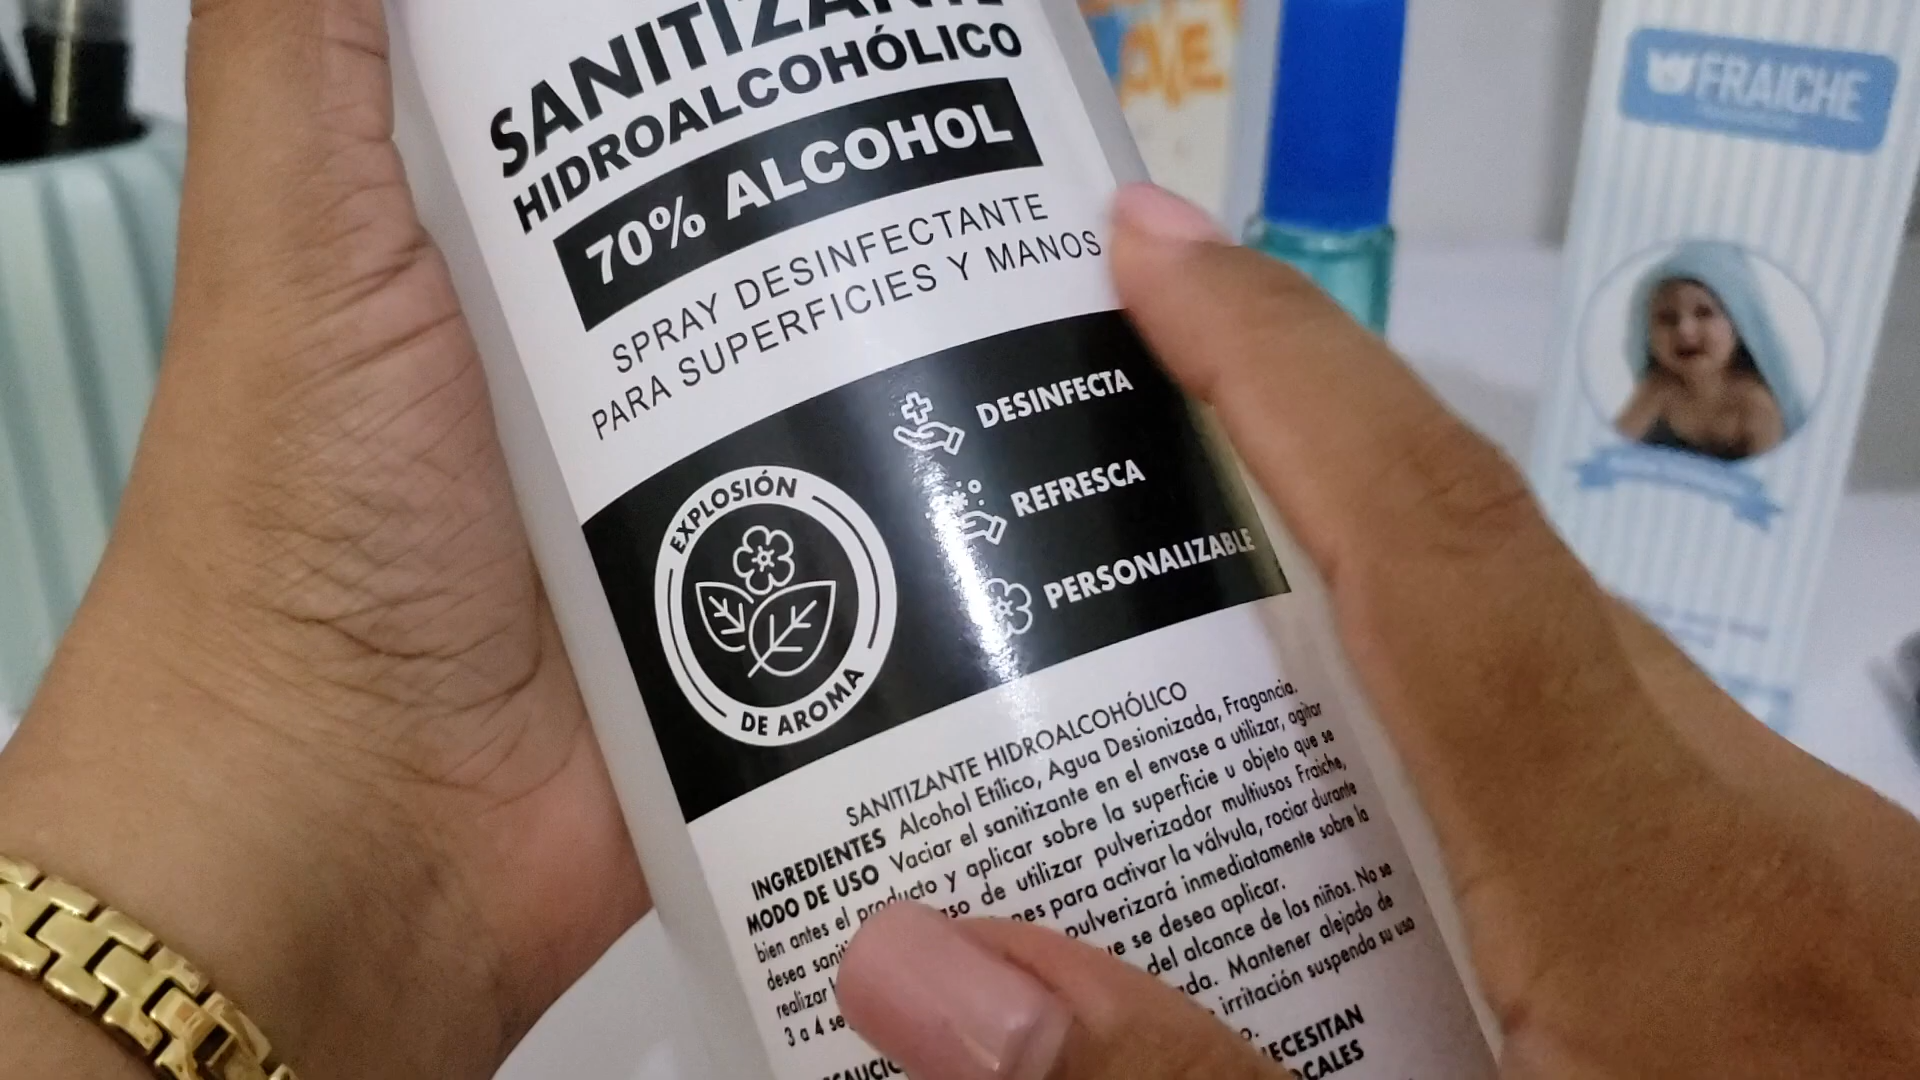 SANITIZANTE
HIDROALCOHÓLICO
70% ALCOHOL
SPRAY DESINFECTANTE
PARA SUPERFICIES Y MANOS
DESINFECTA
REFRESCA
PERSONALIZABLE
EXPLOSIÓN
DE AROMA
SANITIZANTE HIDROALCOHÓLICO
INGREDIENTES Alcohol Etílico, Agua Desionizada, Fragancia.
MODO DE USO Vaciar el sanitizante en el envase a utilizar, agitar
bien antes el producto y aplicar sobre la superficie u objeto que se
desea de utilizar pulverizador multiusos Fraiche,
realizar para activar la válvula, rociar durante
3 a 4 pulverizará inmediatamente sobre la
se desea aplicar.
del alcance de los niños. No se
Mantener alejado de
irritación suspenda su uso
FRAICHE